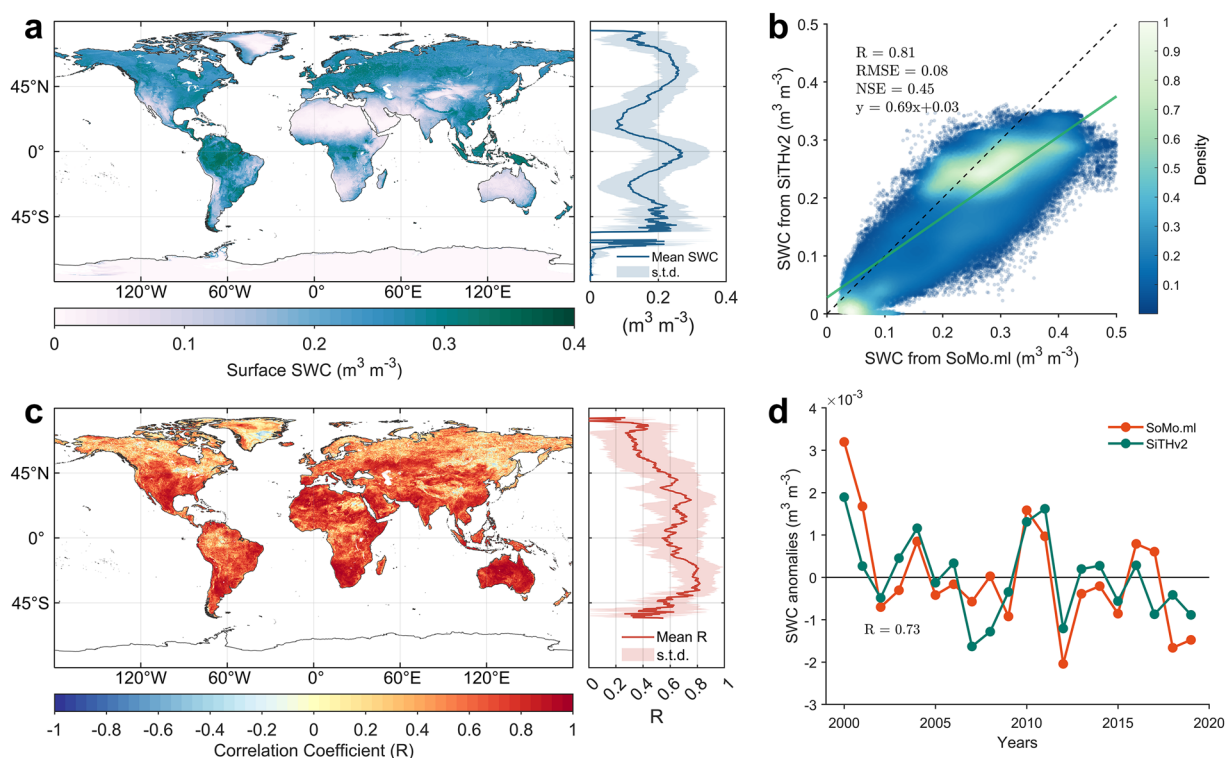 a
45°N
0°
45°S
120°W
60°W
0°
60°E
120°E
0
0.1
0.2
0.3
0.4
Surface SWC (m³ m⁻³)
Mean SWC
s.t.d.
0
0.2
0.4
(m³ m⁻³)
b
R = 0.81
RMSE = 0.08
NSE = 0.45
y = 0.69x+0.03
0.5
0.4
0.3
0.2
0.1
0
SWC from SiTHv2 (m³ m⁻³)
0
0.1
0.2
0.3
0.4
0.5
SWC from SoMo.ml (m³ m⁻³)
1
0.9
0.8
0.7
0.6
0.5
0.4
0.3
0.2
0.1
Density
c
45°N
0°
45°S
120°W
60°W
0°
60°E
120°E
-1
-0.8
-0.6
-0.4
-0.2
0
0.2
0.4
0.6
0.8
1
Correlation Coefficient (R)
Mean R
s.t.d.
0
0.2
0.4
0.6
0.8
1
R
d
×10⁻³
4
3
2
1
0
-1
-2
-3
SWC anomalies (m³ m⁻³)
SoMo.ml
SiTHv2
R = 0.73
2000
2005
2010
2015
2020
Years